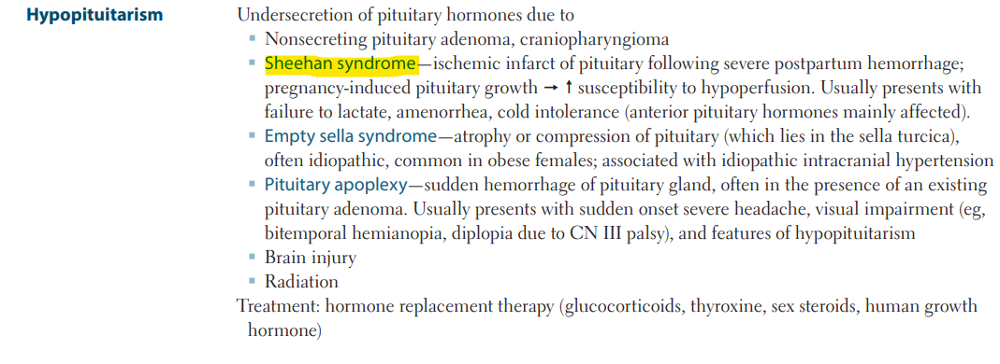 Hypopituitarism
Undersecretion of pituitary hormones due to
▪ Nonsecreting pituitary adenoma, craniopharyngioma
▪ Sheehan syndrome—ischemic infarct of pituitary following severe postpartum hemorrhage;
pregnancy-induced pituitary growth → ↑ susceptibility to hypoperfusion. Usually presents with
failure to lactate, amenorrhea, cold intolerance (anterior pituitary hormones mainly affected).
▪ Empty sella syndrome—atrophy or compression of pituitary (which lies in the sella turcica),
often idiopathic, common in obese females; associated with idiopathic intracranial hypertension
▪ Pituitary apoplexy—sudden hemorrhage of pituitary gland, often in the presence of an existing
pituitary adenoma. Usually presents with sudden onset severe headache, visual impairment (eg,
bitemporal hemianopia, diplopia due to CN III palsy), and features of hypopituitarism
▪ Brain injury
▪ Radiation
Treatment: hormone replacement therapy (glucocorticoids, thyroxine, sex steroids, human growth
hormone)